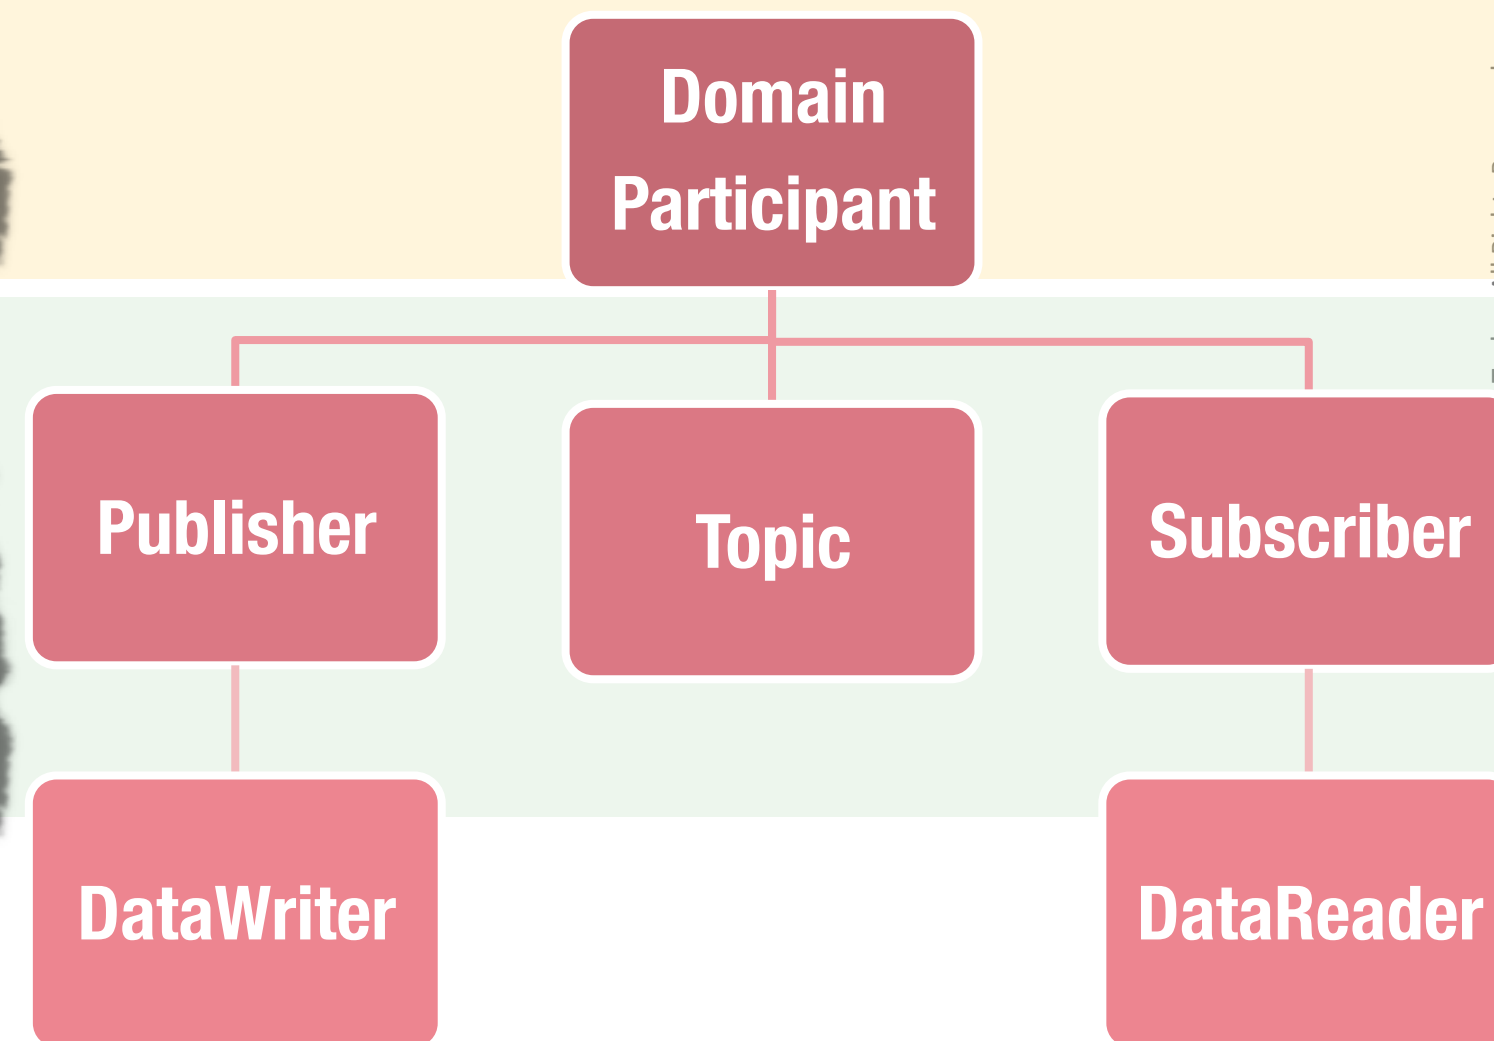 Domain
Participant
Publisher
Topic
Subscriber
DataWriter
DataReader